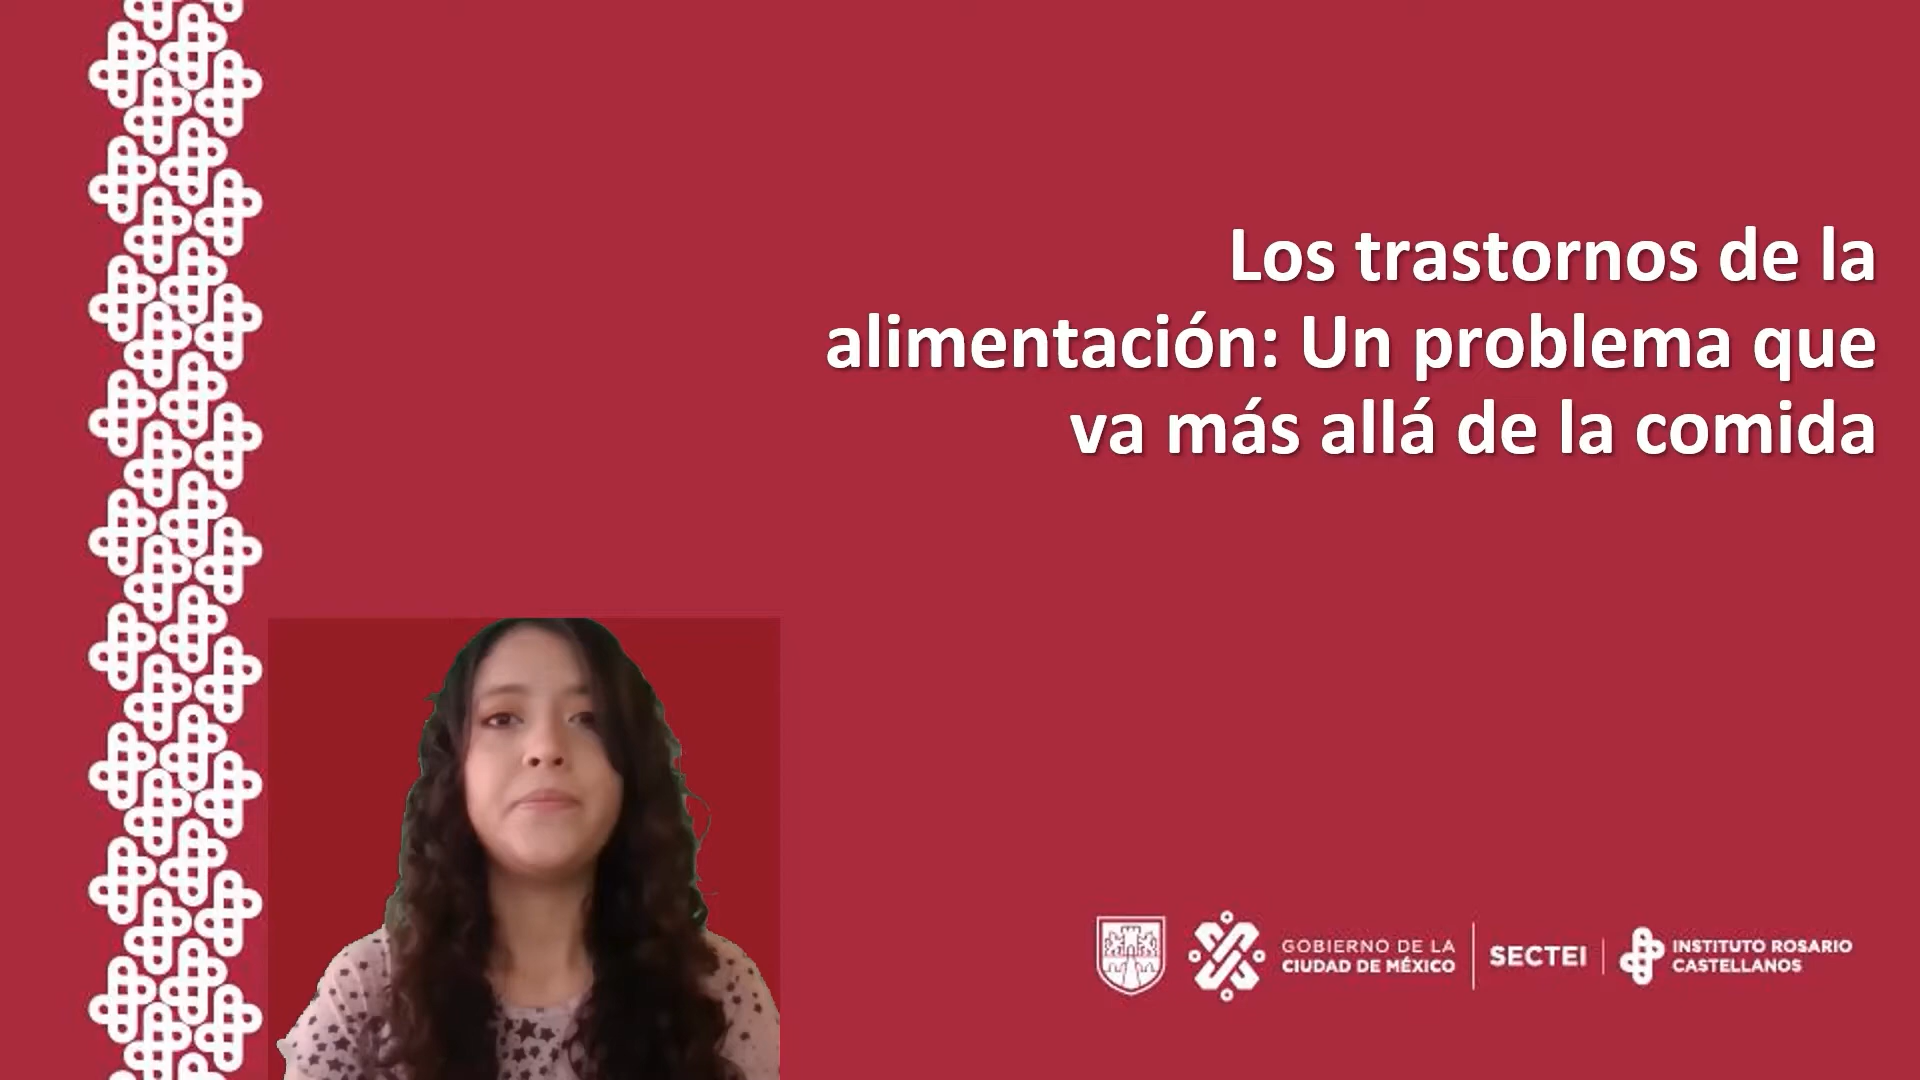 Los trastornos de la
alimentación: Un problema que
va más allá de la comida
GOBIERNO DE LA
CIUDAD DE MÉXICO
SECTEI
INSTITUTO ROSARIO
CASTELLANOS